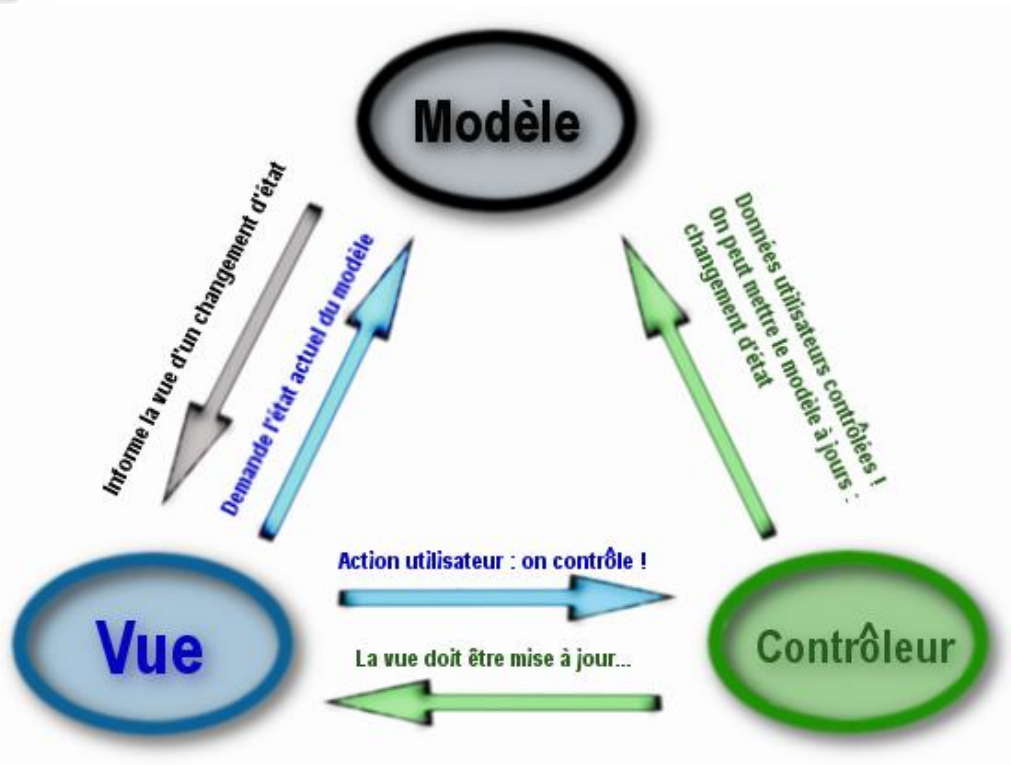 Modèle
Informe la vue d'un changement d'état
Demande l'état actuel du modèle
Données utilisateurs contrôlées !
On peut mettre le modèle à jours :
changement d'état
Action utilisateur : on contrôle !
Vue
La vue doit être mise à jour...
Contrôleur